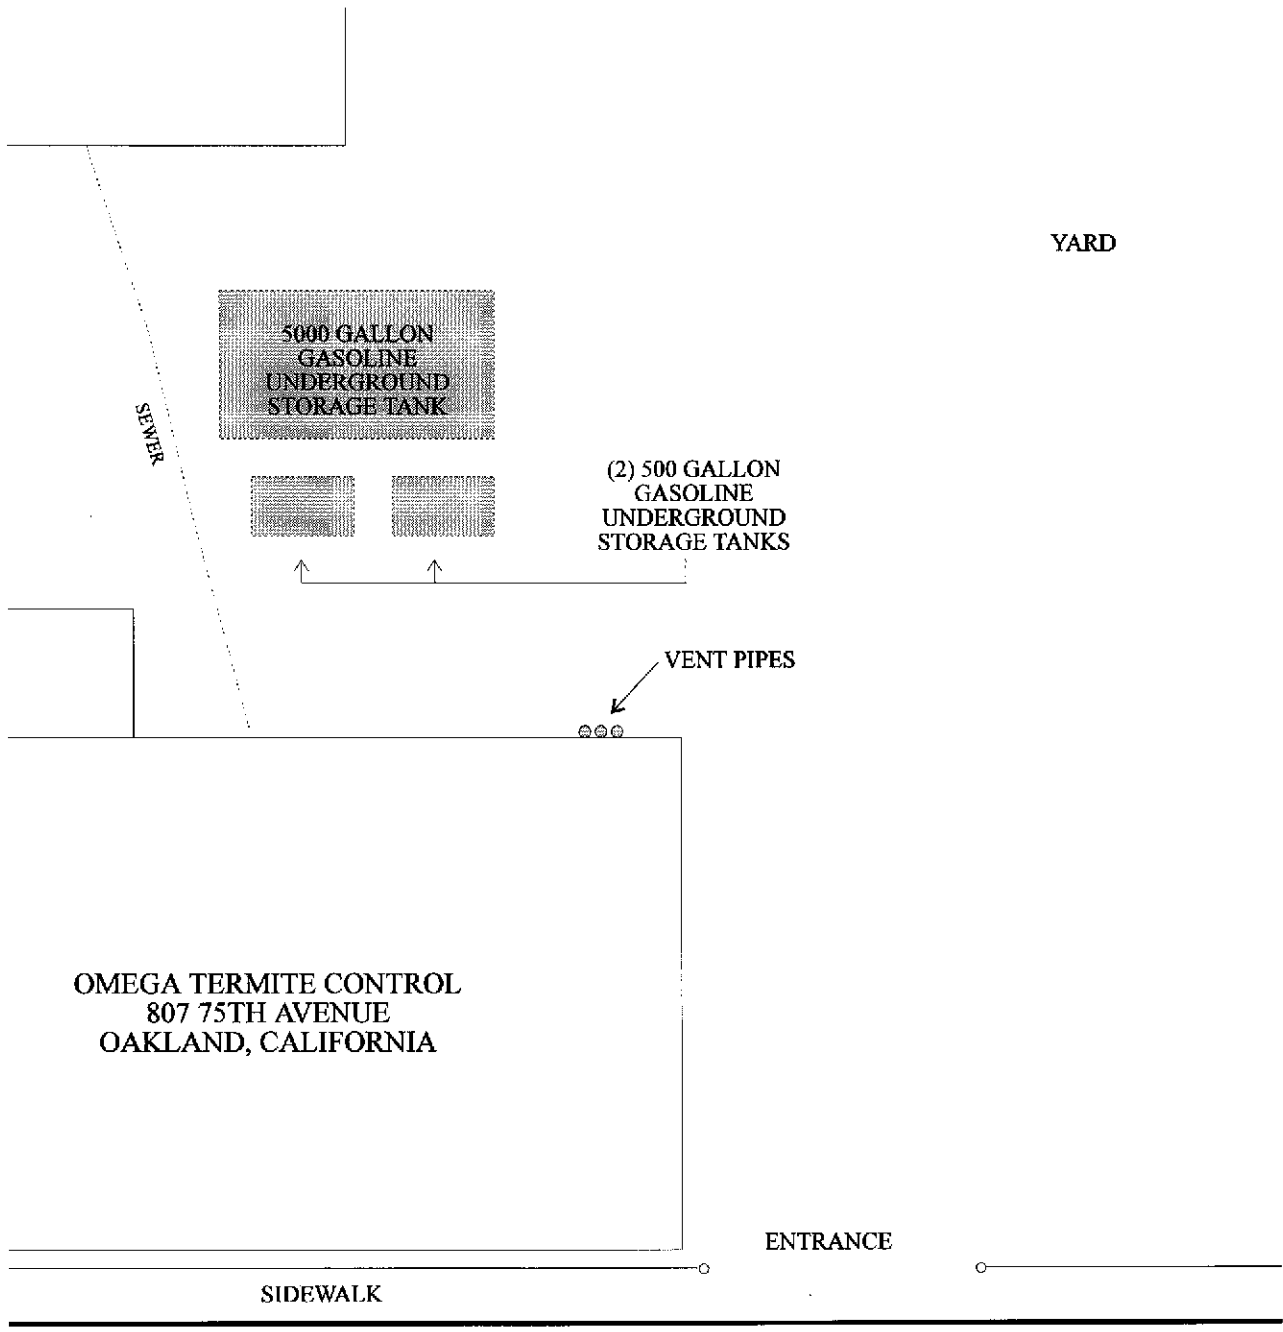 YARD
5000 GALLON
GASOLINE
UNDERGROUND
STORAGE TANK
SEWER
(2) 500 GALLON
GASOLINE
UNDERGROUND
STORAGE TANKS
VENT PIPES
OMEGA TERMITE CONTROL
807 75TH AVENUE
OAKLAND, CALIFORNIA
ENTRANCE
SIDEWALK